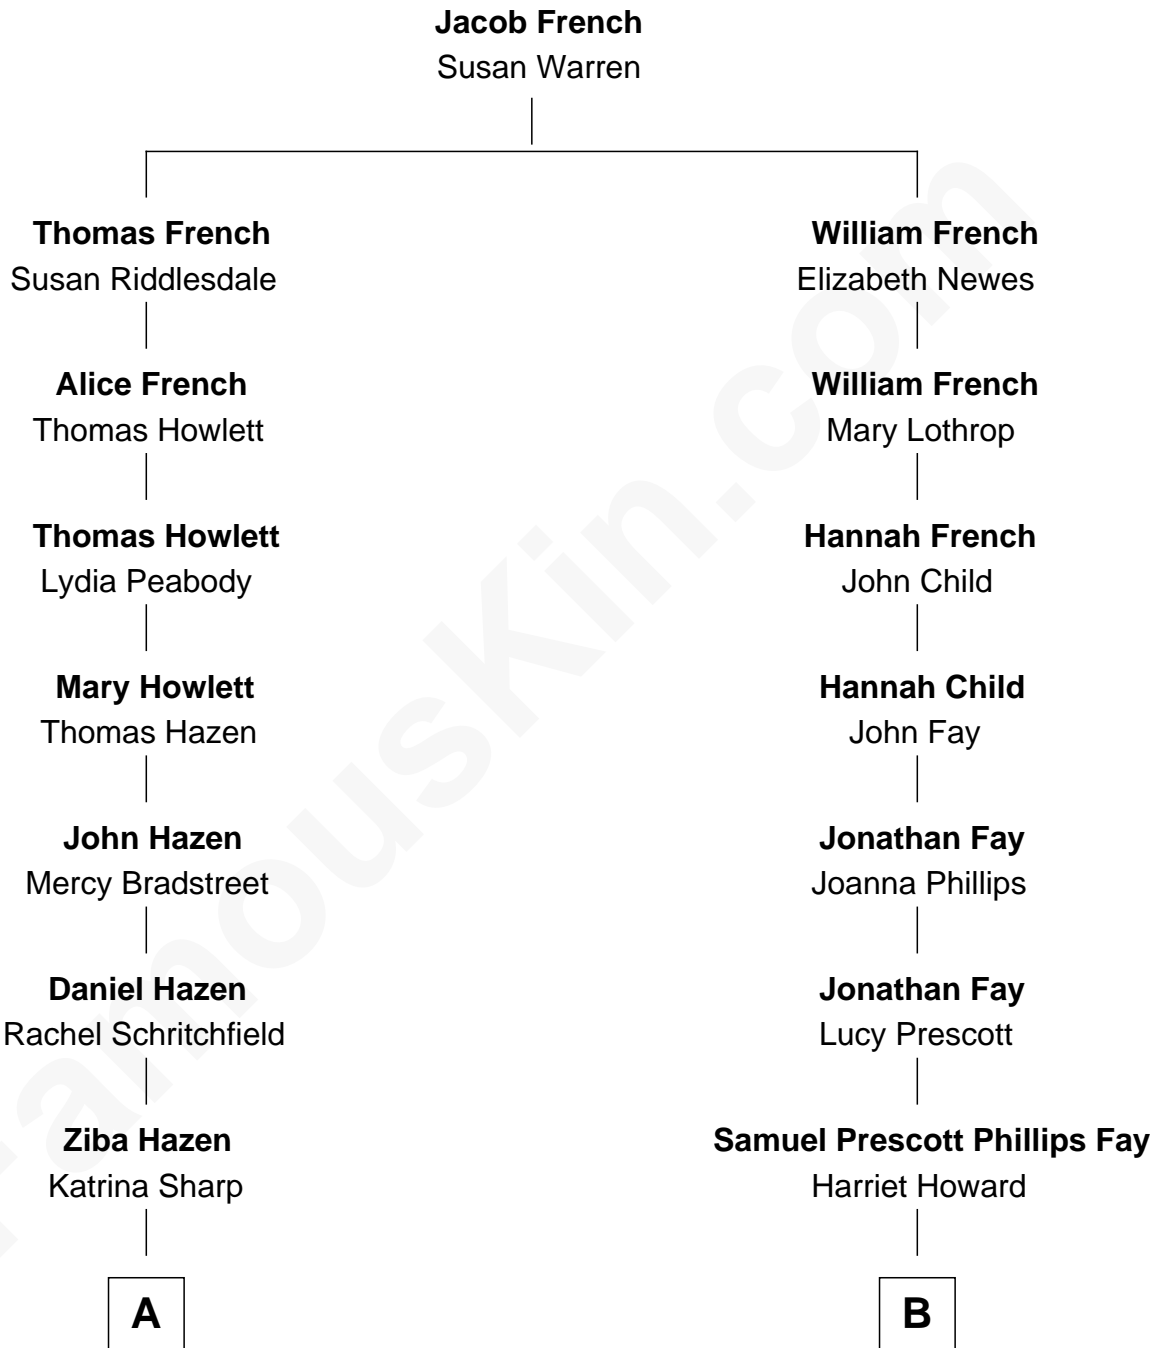 Jacob French
Susan Warren
Thomas French
Susan Riddlesdale
William French
Elizabeth Newes
Alice French
Thomas Howlett
William French
Mary Lothrop
Thomas Howlett
Lydia Peabody
Hannah French
John Child
Mary Howlett
Thomas Hazen
Hannah Child
John Fay
John Hazen
Mercy Bradstreet
Jonathan Fay
Joanna Phillips
Daniel Hazen
Rachel Schritchfield
Jonathan Fay
Lucy Prescott
Ziba Hazen
Katrina Sharp
Samuel Prescott Phillips Fay
Harriet Howard
A
B
FamousKin.com